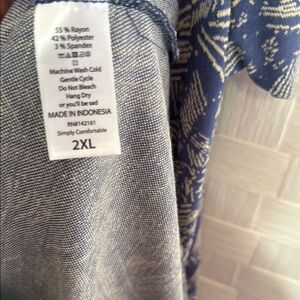 55 % Rayon
42 % Polyester
3 % Spandex
Machine Wash Cold
Gentle Cycle
Do Not Bleach
Hang Dry
or you'll be sad
MADE IN INDONESIA
RN#142161
Simply Comfortable
2XL